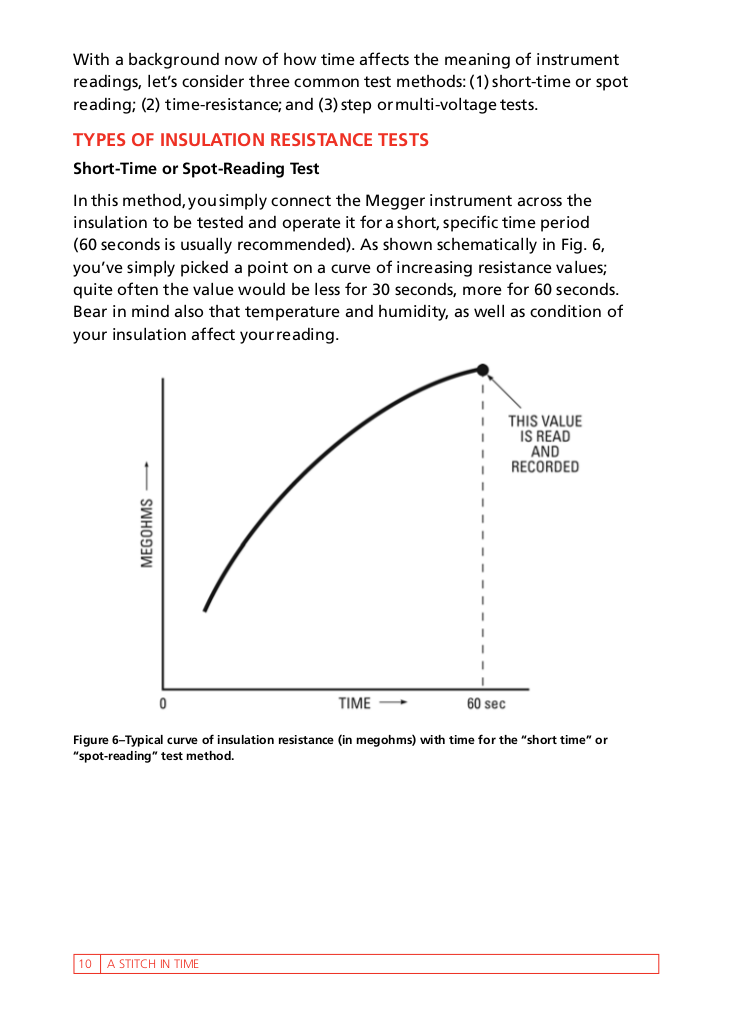 With a background now of how time affects the meaning of instrument
readings, let’s consider three common test methods: (1) short-time or spot
reading; (2) time-resistance; and (3) step or multi-voltage tests.
TYPES OF INSULATION RESISTANCE TESTS
Short-Time or Spot-Reading Test
In this method, you simply connect the Megger instrument across the
insulation to be tested and operate it for a short, specific time period
(60 seconds is usually recommended). As shown schematically in Fig. 6,
you’ve simply picked a point on a curve of increasing resistance values;
quite often the value would be less for 30 seconds, more for 60 seconds.
Bear in mind also that temperature and humidity, as well as condition of
your insulation affect your reading.
THIS VALUE
IS READ
AND
RECORDED
MEGOHMS
0 TIME 60 sec
Figure 6–Typical curve of insulation resistance (in megohms) with time for the “short time” or
“spot-reading” test method.
10 A STITCH IN TIME